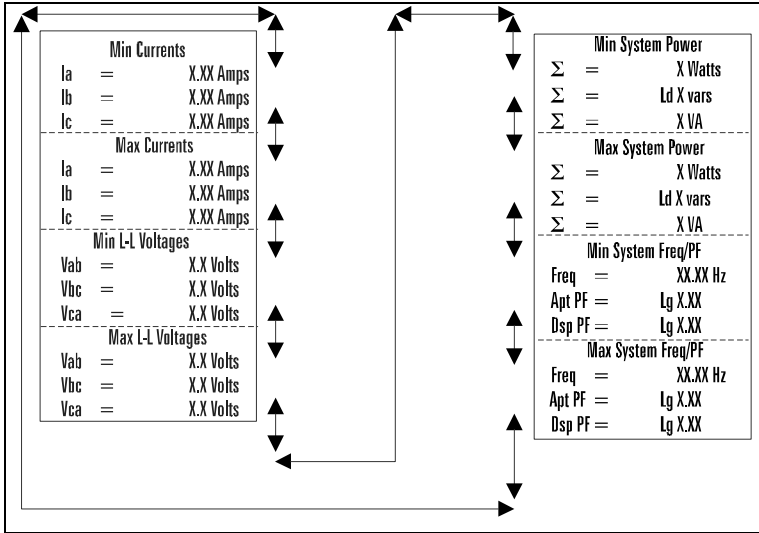 Min Currents
Ia = X.XX Amps
Ib = X.XX Amps
Ic = X.XX Amps
Max Currents
Ia = X.XX Amps
Ib = X.XX Amps
Ic = X.XX Amps
Min L-L Voltages
Vab = X.X Volts
Vbc = X.X Volts
Vca = X.X Volts
Max L-L Voltages
Vab = X.X Volts
Vbc = X.X Volts
Vca = X.X Volts
Min System Power
Σ = X Watts
Σ = Ld X vars
Σ = X VA
Max System Power
Σ = X Watts
Σ = Ld X vars
Σ = X VA
Min System Freq/PF
Freq = XX.XX Hz
Apt PF = Lg X.XX
Dsp PF = Lg X.XX
Max System Freq/PF
Freq = XX.XX Hz
Apt PF = Lg X.XX
Dsp PF = Lg X.XX